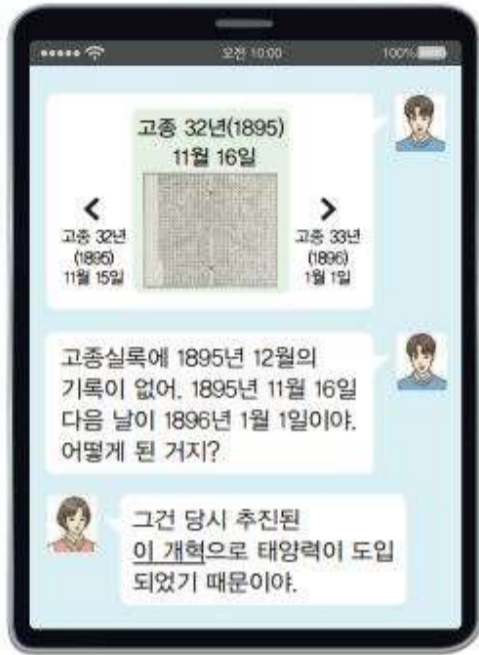 오전 10:00
100%
고종 32년(1895)
11월 16일
고종 32년
(1895)
11월 15일
고종 33년
(1896)
1월 1일
고종실록에 1895년 12월의
기록이 없어. 1895년 11월 16일
다음 날이 1896년 1월 1일이야.
어떻게 된 거지?
그건 당시 추진된
이 개혁으로 태양력이 도입
되었기 때문이야.